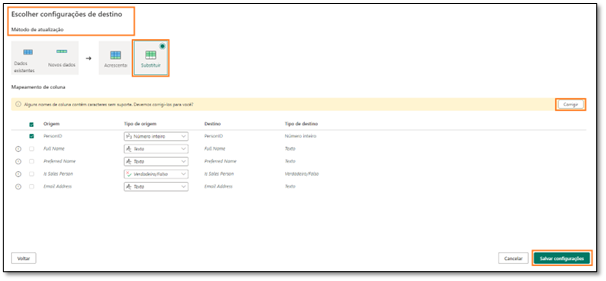 Escolher configurações de destino
Método de atualização
Dados existentes
Novos dados
Acrescentar
Substituir
Mapeamento de coluna
Alguns nomes de coluna contêm caracteres sem suporte. Devemos corrigi-los para você?
Corrigir
Origem Tipo de origem Destino Tipo de destino
PersonID Número inteiro PersonID Número inteiro
Full Name Texto Full Name Texto
Preferred Name Texto Preferred Name Texto
Is Sales Person Verdadeiro/Falso Is Sales Person Verdadeiro/Falso
Email Address Texto Email Address Texto
Voltar
Cancelar
Salvar configurações